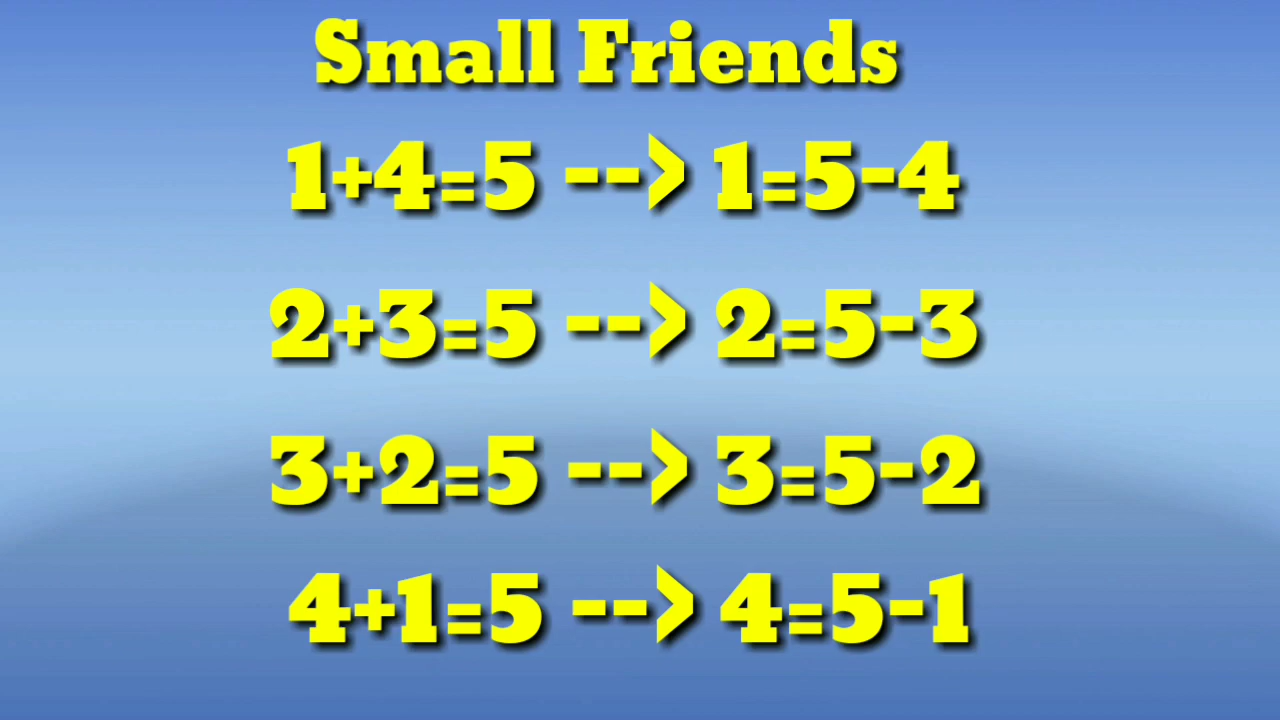 Small Friends
1+4=5 --> 1=5-4
2+3=5 --> 2=5-3
3+2=5 --> 3=5-2
4+1=5 --> 4=5-1